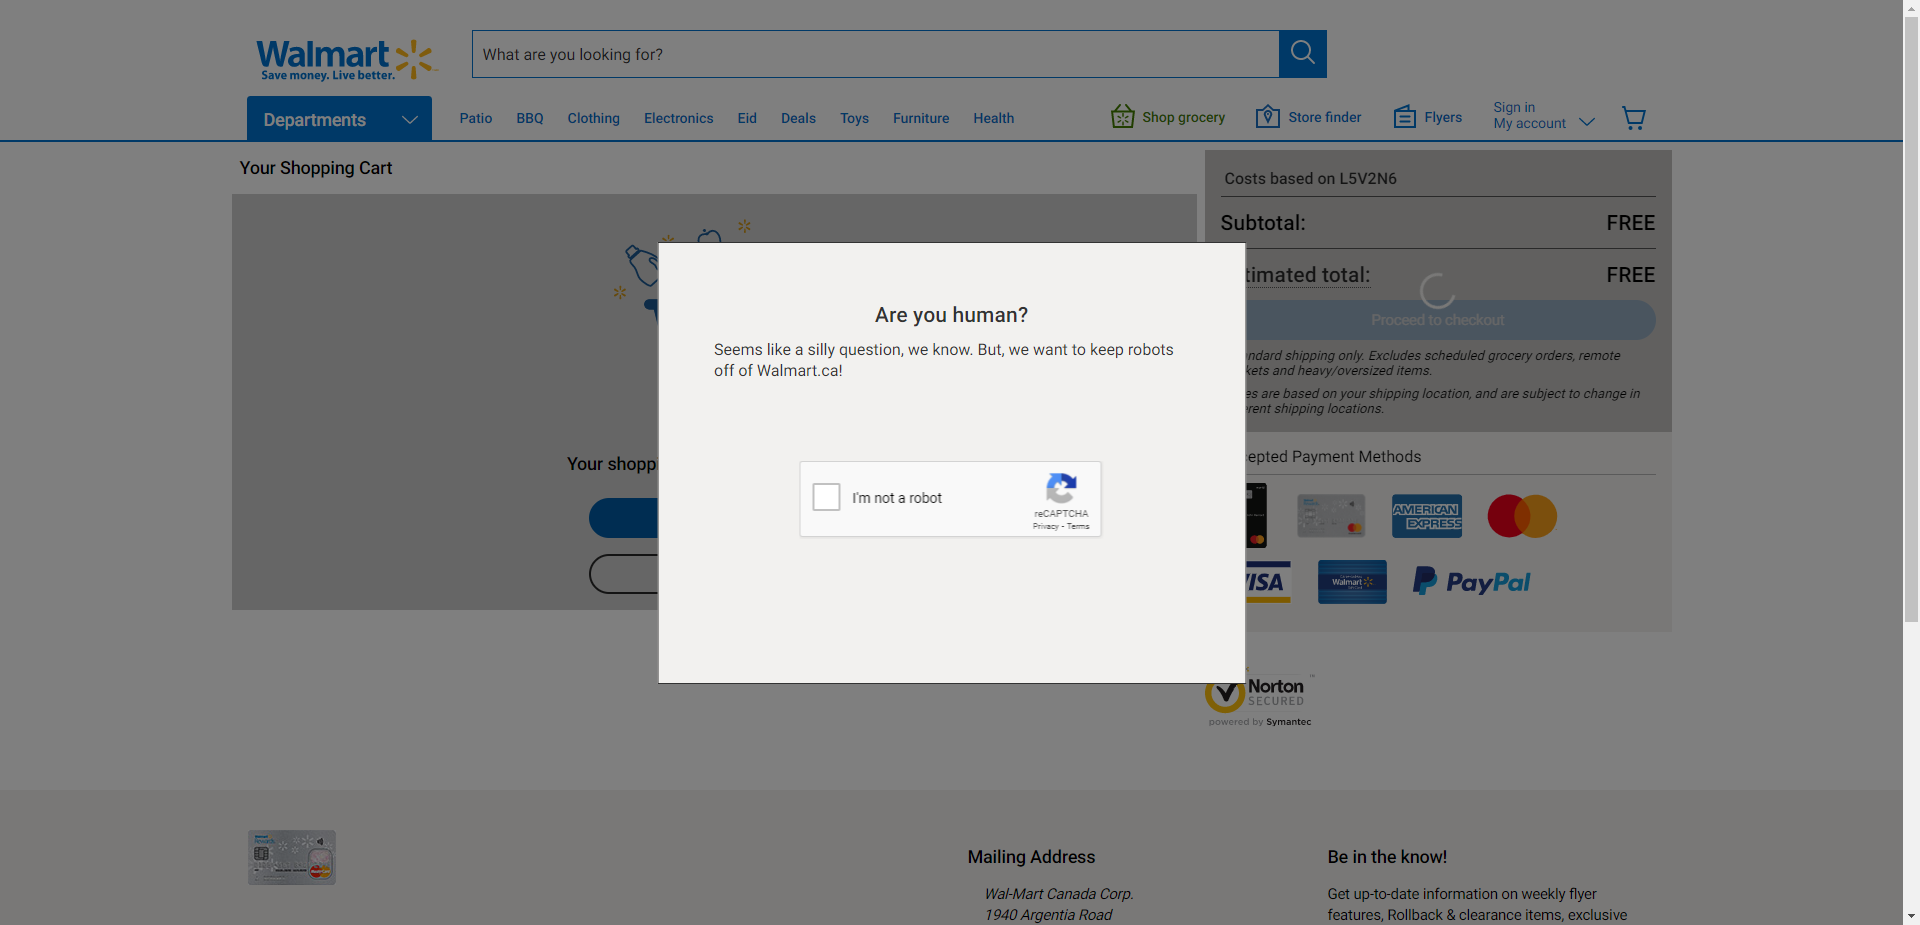 Walmart
Save money. Live better.
What are you looking for?
Departments
Patio
BBQ
Clothing
Electronics
Eid
Deals
Toys
Furniture
Health
Shop grocery
Store finder
Flyers
Sign in
My account
Your Shopping Cart
Costs based on L5V2N6
Subtotal: FREE
timated total: FREE
Proceed to checkout
ndard shipping only. Excludes scheduled grocery orders, remote
kets and heavy/oversized items.
es are based on your shipping location, and are subject to change in
rent shipping locations.
Are you human?
Seems like a silly question, we know. But, we want to keep robots
off of Walmart.ca!
I'm not a robot
reCAPTCHA
Privacy - Terms
Your shopp
epted Payment Methods
AMERICAN
EXPRESS
VISA
Walmart
PayPal
Norton
SECURED
powered by Symantec
Mailing Address
Wal-Mart Canada Corp.
1940 Argentia Road
Be in the know!
Get up-to-date information on weekly flyer
features, Rollback & clearance items, exclusive